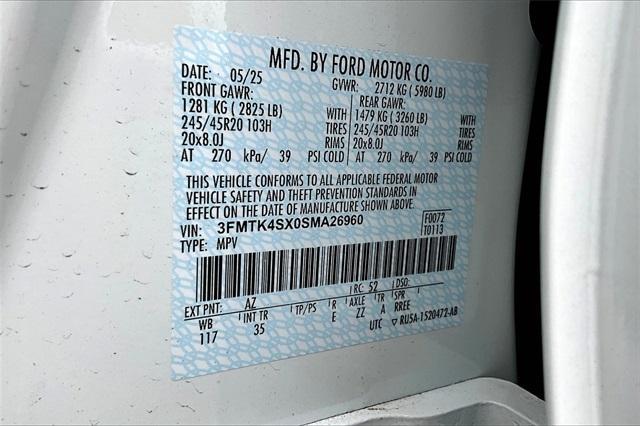 MFD. BY FORD MOTOR CO.
DATE: 05/25 GVWR: 2712 KG ( 5980 LB)
FRONT GAWR: REAR GAWR:
1281 KG ( 2825 LB) WITH 1479 KG ( 3260 LB) WITH
245/45R20 103H TIRES 245/45R20 103H TIRES
20x8.0J RIMS 20x8.0J RIMS
AT 270 kPa/ 39 PSI COLD AT 270 kPa/ 39 PSI COLD
THIS VEHICLE CONFORMS TO ALL APPLICABLE FEDERAL MOTOR
VEHICLE SAFETY AND THEFT PREVENTION STANDARDS IN
EFFECT ON THE DATE OF MANUFACTURE SHOWN ABOVE.
VIN: 3FMTK4SX0SMA26960 F0072
TYPE: MPV T0113
EXT PNT: AZ RC: 52 DSO:
WB INT TR TP/PS R AXLE TR SPR
117 35 E ZZ A RREE
UTC ▽ RU5A-1520472-AB